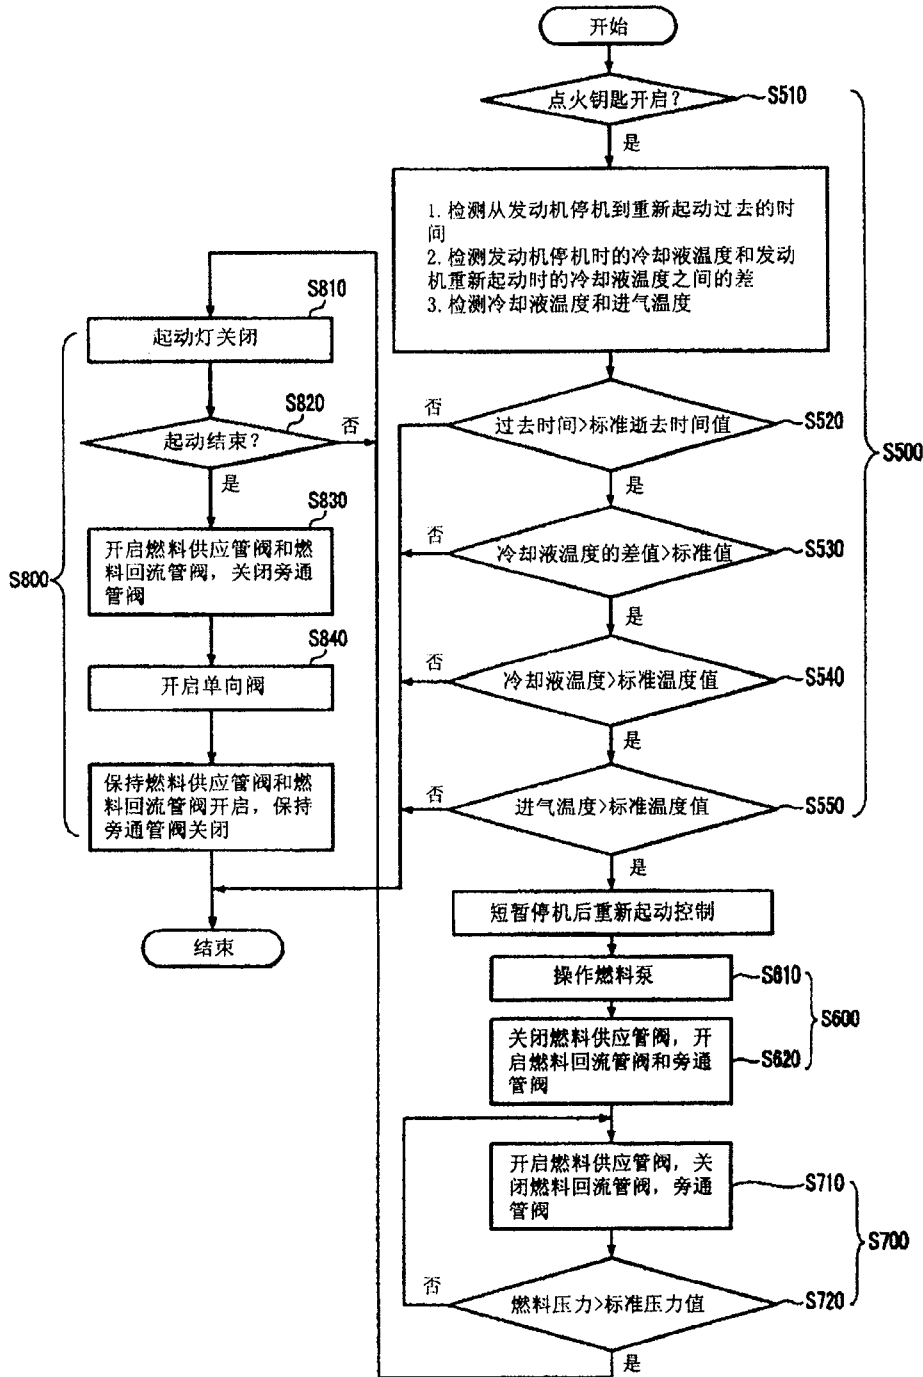 开始
点火钥匙开启?
S510
是
1.检测从发动机停机到重新起动过去的时
间
2.检测发动机停机时的冷却液温度和发动
机重新起动时的冷却液温度之间的差
3.检测冷却液温度和进气温度
过去时间>标准逝去时间值
S520
否
是
冷却液温度的差值>标准值
S530
否
是
冷却液温度>标准温度值
S540
否
是
进气温度>标准温度值
S550
否
是
S500
短暂停机后重新起动控制
操作燃料泵
S610
关闭燃料供应管阀,开
启燃料回流管阀和旁通
管阀
S620
S600
开启燃料供应管阀,关
闭燃料回流管阀,旁通
管阀
S710
燃料压力>标准压力值
S720
否
是
S700
S810
起动灯关闭
S820
起动结束?
否
是
S830
开启燃料供应管阀和燃
料回流管阀,关闭旁通
管阀
S840
开启单向阀
保持燃料供应管阀和燃
料回流管阀开启,保持
旁通管阀关闭
S800
结束